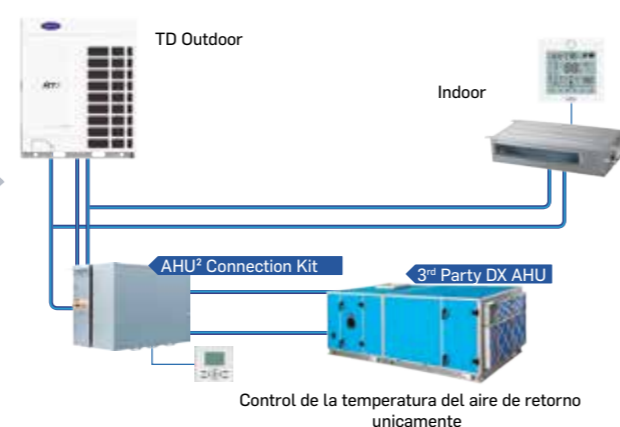 TD Outdoor
Indoor
AHU² Connection Kit
3rd Party DX AHU
Control de la temperatura del aire de retorno
unicamente